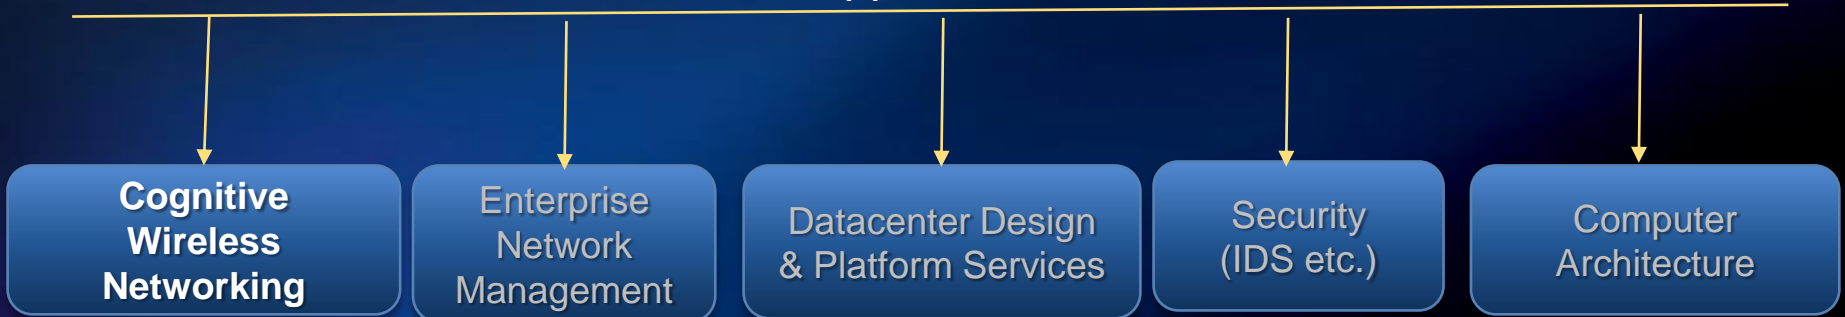 Cognitive
Wireless
Networking
Enterprise
Network
Management
Datacenter Design
& Platform Services
Security
(IDS etc.)
Computer
Architecture